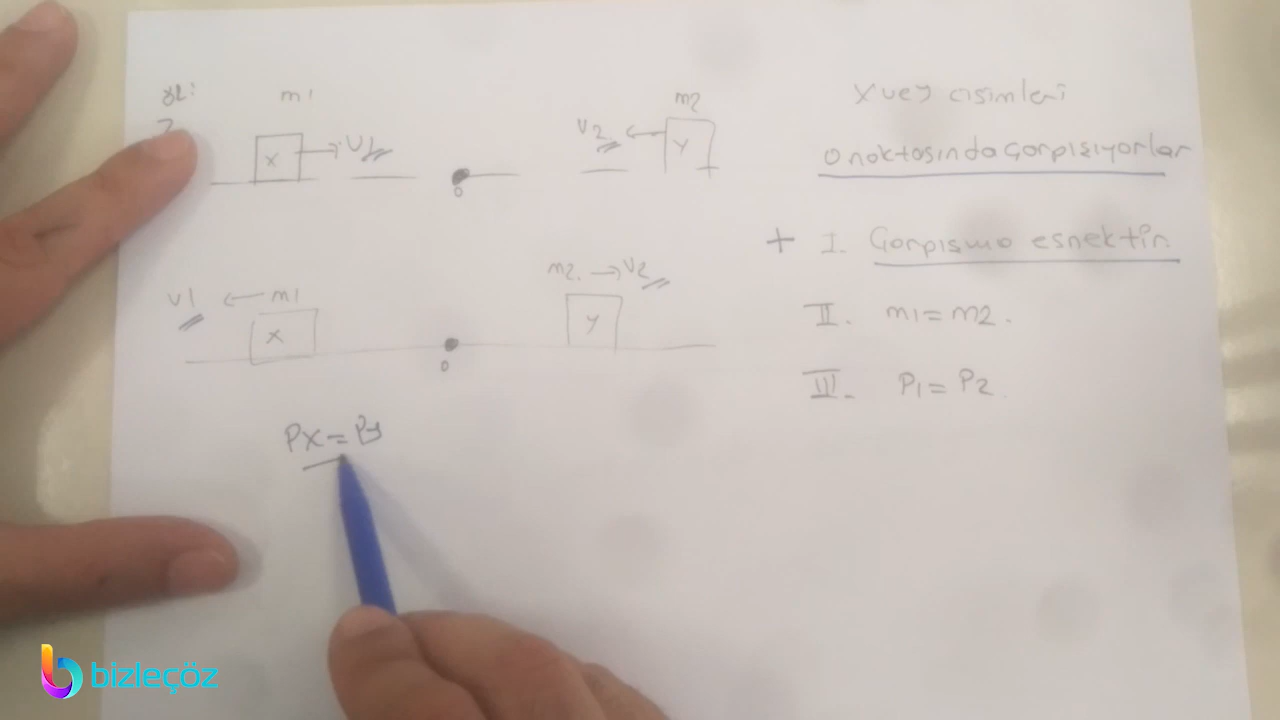 m1
X → V1
O
V2 ←
m2
Y
X ve y cisimleri
O noktasında çarpışıyorlar
+ I. Çarpışma esnektir.
II. m1 = m2.
III. P1 = P2.
V1 ← m1
X
O
m2. → V2
y
PX = Py
bizleçöz